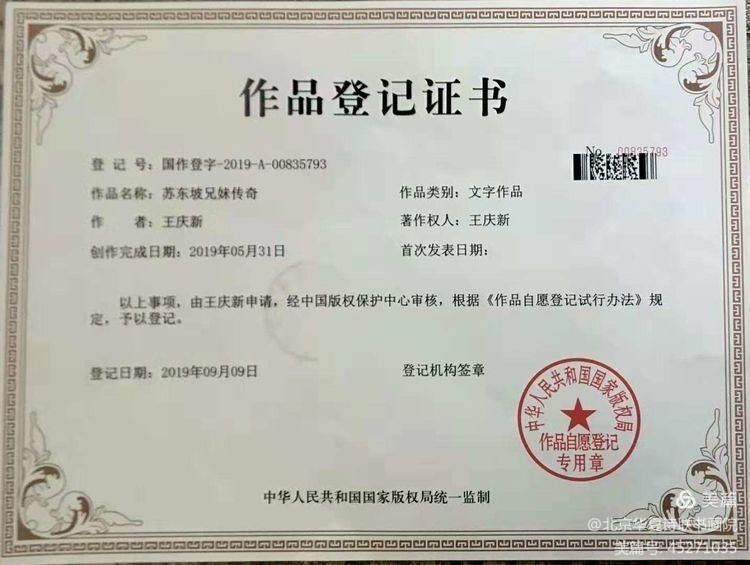 作品登记证书
No. 00835793
登 记 号：国作登字-2019-A-00835793
作品名称：苏东坡兄妹传奇
作品类别：文字作品
作 者：王庆新
著作权人：王庆新
创作完成日期：2019年05月31日
首次发表日期：
以上事项，由王庆新申请，经中国版权保护中心审核，根据《作品自愿登记试行办法》规
定，予以登记。
登记日期：2019年09月09日
登记机构签章
中华人民共和国国家版权局
作品自愿登记
专用章
中华人民共和国国家版权局统一监制
美篇
@北京华夏诗联书画院
美篇号: 45271035